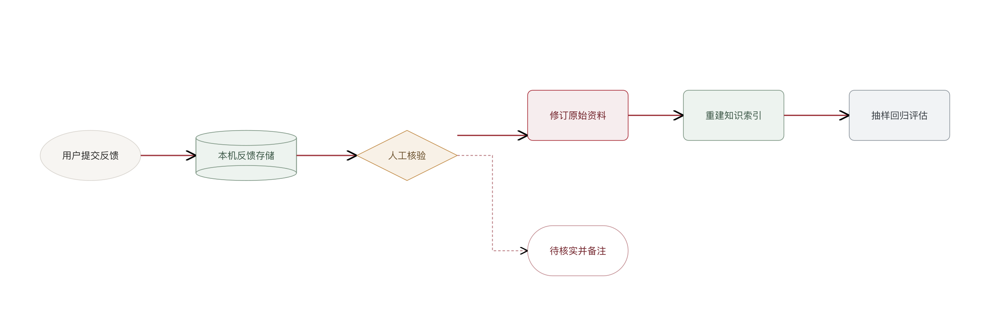 用户提交反馈
本机反馈存储
人工核验
修订原始资料
重建知识索引
抽样回归评估
待核实并备注